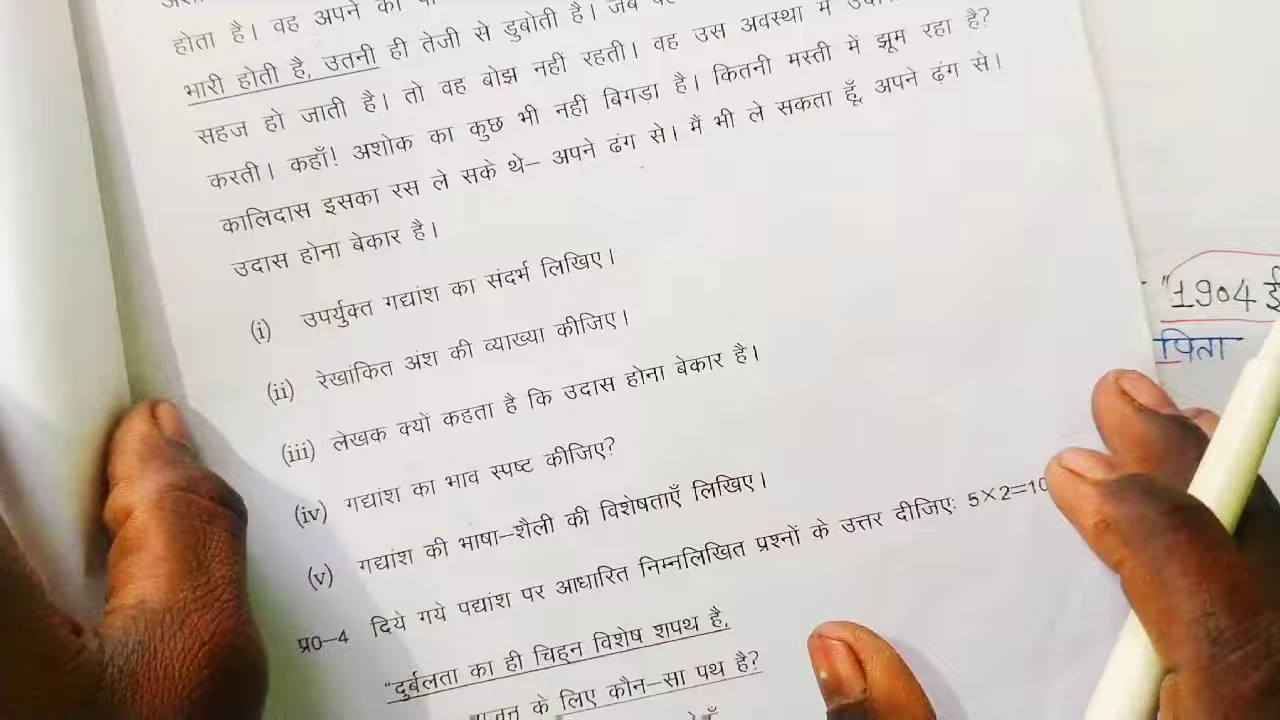 होता है। वह अपने
भारी होती है, उतनी ही तेजी से डुबोती है। जब
सहज हो जाती है। तो वह बोझ नहीं रहती। वह उस अवस्था में
करती। कहाँ! अशोक का कुछ भी नहीं बिगडा है। कितनी मस्ती में झूम रहा है?
कालिदास इसका रस ले सके थे– अपने ढंग से। मैं भी ले सकता हूँ, अपने ढ़ंग से।
उदास होना बेकार है।
(i) उपर्युक्त गद्यांश का संदर्भ लिखिए।
(ii) रेखांकित अंश की व्याख्या कीजिए।
(iii) लेखक क्यों कहता है कि उदास होना बेकार है।
(iv) गद्यांश का भाव स्पष्ट कीजिए?
(v) गद्यांश की भाषा–शैली की विशेषताएँ लिखिए।
प्र0–4 दिये गये पद्यांश पर आधारित निम्नलिखित प्रश्नों के उत्तर दीजिएः 5×2=10
"दुर्बलता का ही चिह्न विशेष शपथ है,
के लिए कौन–सा पथ है?
"1904 ई
पिता